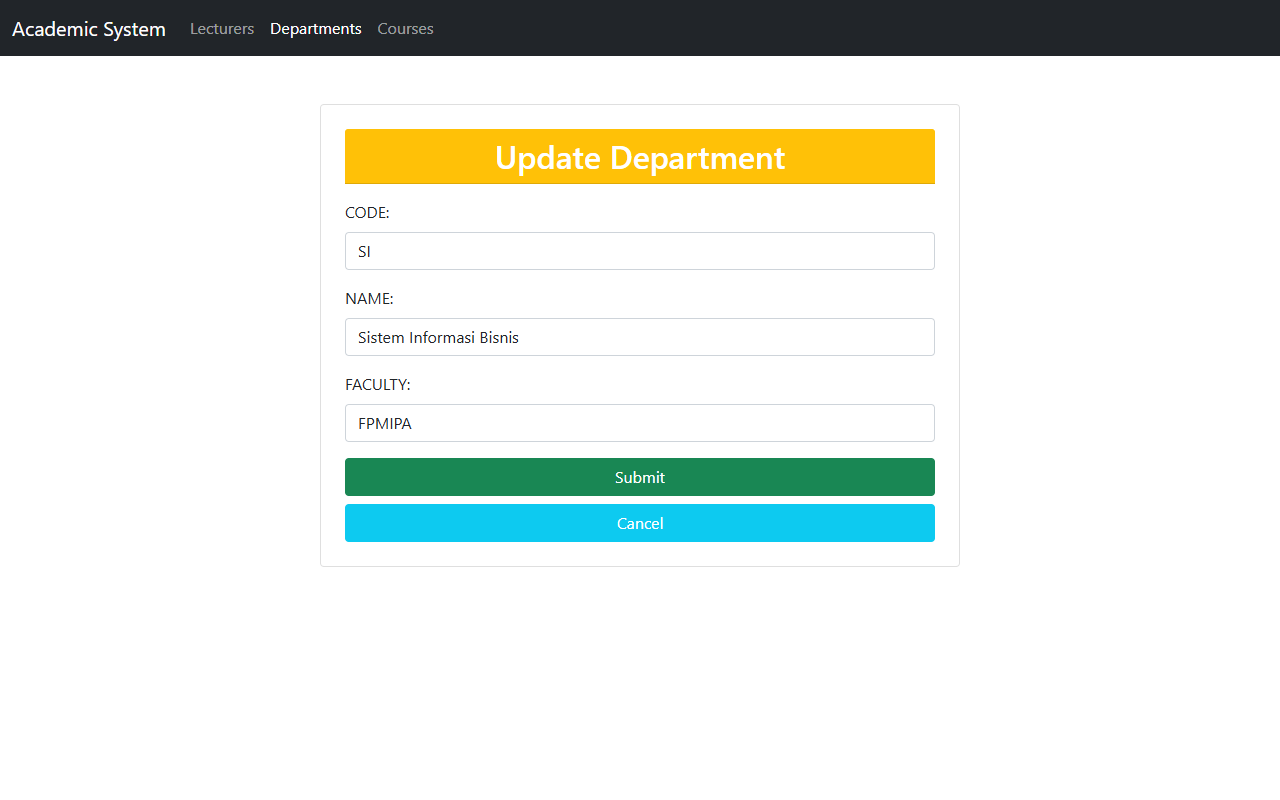 Academic System Lecturers Departments Courses
Update Department
CODE:
SI
NAME:
Sistem Informasi Bisnis
FACULTY:
FPMIPA
Submit
Cancel